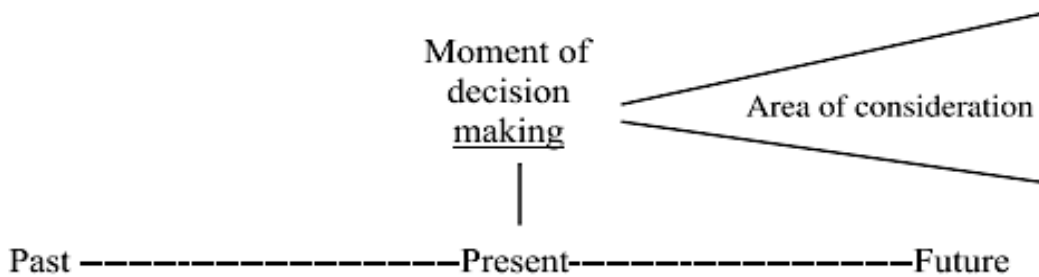 Moment of
decision
making
Area of consideration
Past Present Future